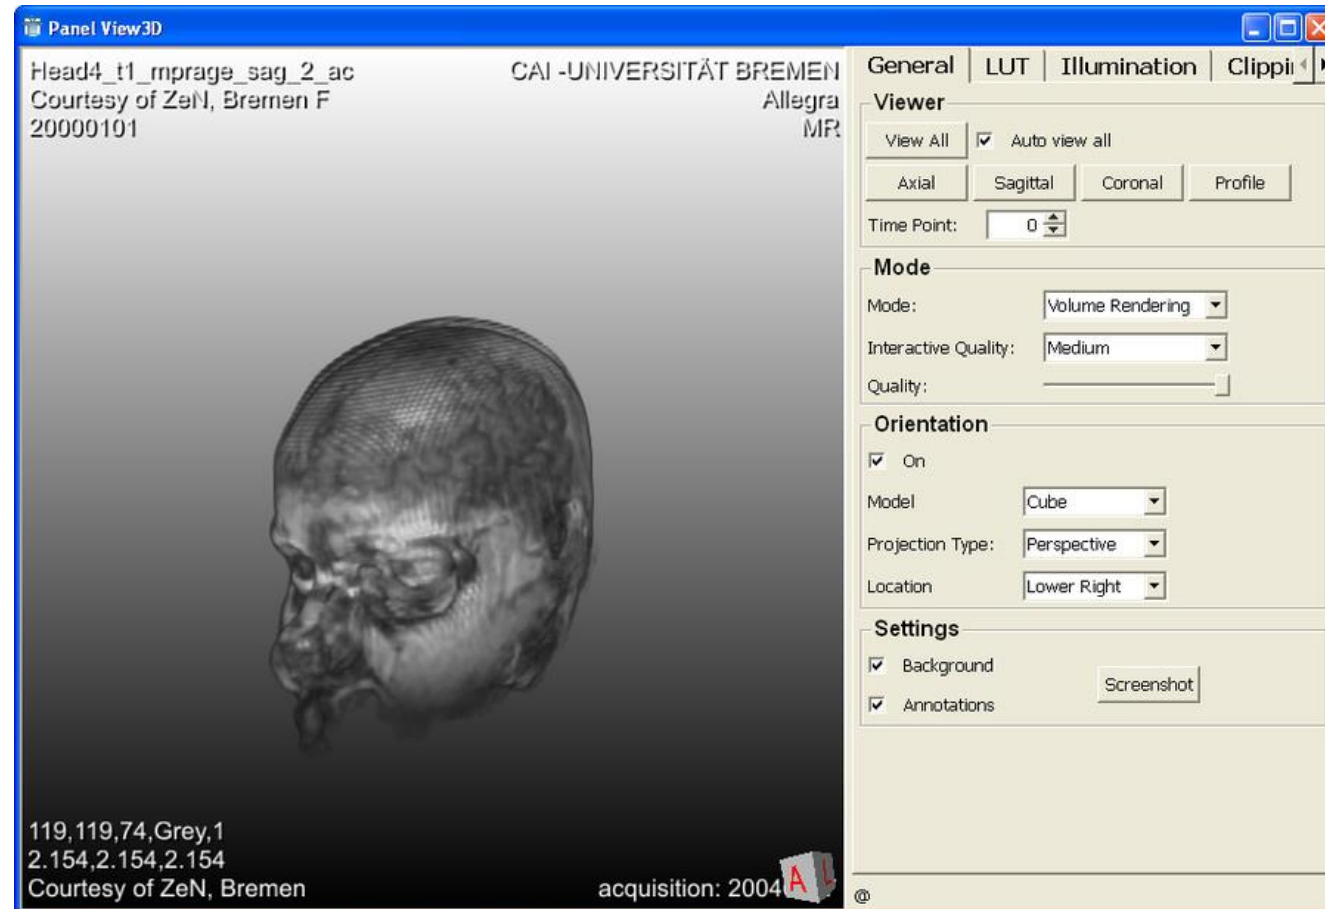 Panel View3D
Head4_t1_mprage_sag_2_ac
Courtesy of ZeN, Bremen F
20000101
CAI -UNIVERSITÄT BREMEN
Allegra
MR
119,119,74,Grey,1
2.154,2.154,2.154
Courtesy of ZeN, Bremen
acquisition:
A L
General LUT Illumination
Viewer
View All Auto view all
Axial Sagittal Coronal Profile
Time Point: 0
Mode
Mode: Volume Rendering
Interactive Quality: Medium
Quality:
Orientation
On
Model Cube
Projection Type: Perspective
Location Lower Right
Settings
Background
Screenshot
Annotations
@